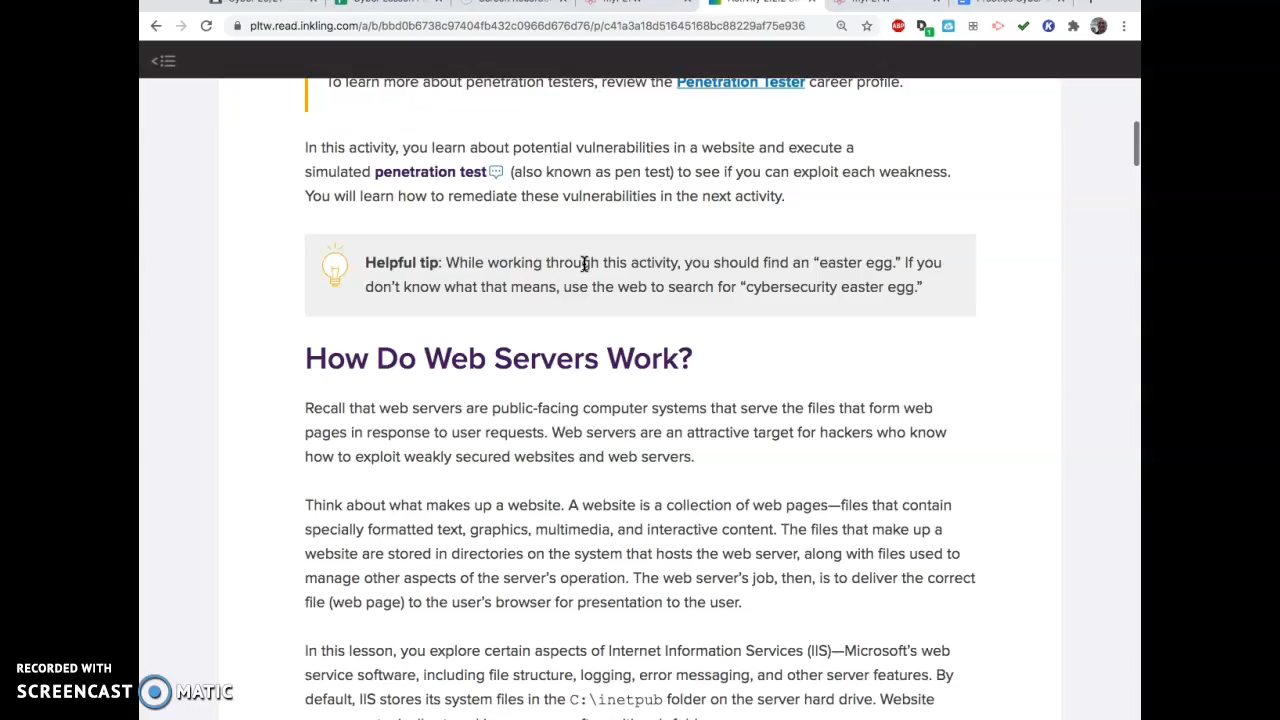 pltw.read.inkling.com/a/b/bbd0b6738c97404fb432c0966d676d76/p/c41a3a18d51645168bc88229af75e936
ABP
1
To learn more about penetration testers, review the Penetration Tester career profile.
In this activity, you learn about potential vulnerabilities in a website and execute a
simulated penetration test (also known as pen test) to see if you can exploit each weakness.
You will learn how to remediate these vulnerabilities in the next activity.
Helpful tip: While working through this activity, you should find an “easter egg.” If you
don’t know what that means, use the web to search for “cybersecurity easter egg.”
How Do Web Servers Work?
Recall that web servers are public-facing computer systems that serve the files that form web
pages in response to user requests. Web servers are an attractive target for hackers who know
how to exploit weakly secured websites and web servers.
Think about what makes up a website. A website is a collection of web pages—files that contain
specially formatted text, graphics, multimedia, and interactive content. The files that make up a
website are stored in directories on the system that hosts the web server, along with files used to
manage other aspects of the server’s operation. The web server’s job, then, is to deliver the correct
file (web page) to the user’s browser for presentation to the user.
In this lesson, you explore certain aspects of Internet Information Services (IIS)—Microsoft’s web
service software, including file structure, logging, error messaging, and other server features. By
default, IIS stores its system files in the C:\inetpub folder on the server hard drive. Website
RECORDED WITH
SCREENCAST MATIC